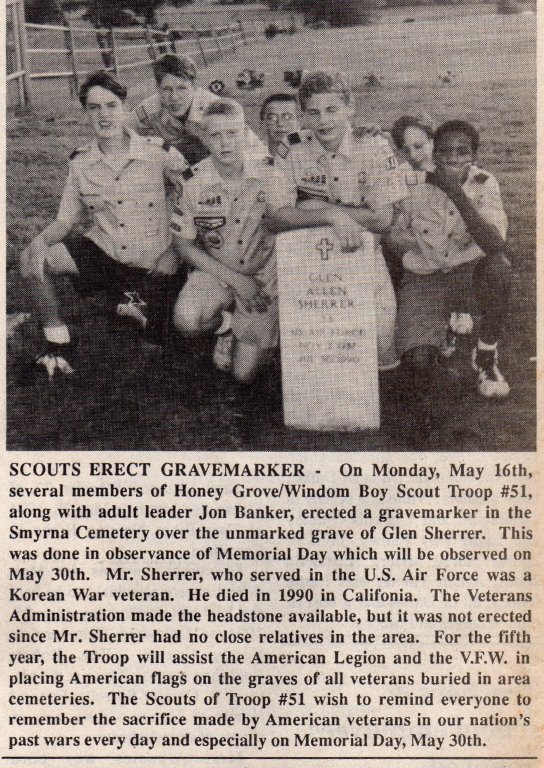 GLEN
ALLEN
SHERRER
US AIR FORCE
NOV 2 1937
1990
SCOUTS ERECT GRAVEMARKER - On Monday, May 16th,
several members of Honey Grove/Windom Boy Scout Troop #51,
along with adult leader Jon Banker, erected a gravemarker in the
Smyrna Cemetery over the unmarked grave of Glen Sherrer. This
was done in observance of Memorial Day which will be observed on
May 30th. Mr. Sherrer, who served in the U.S. Air Force was a
Korean War veteran. He died in 1990 in Califonia. The Veterans
Administration made the headstone available, but it was not erected
since Mr. Sherrer had no close relatives in the area. For the fifth
year, the Troop will assist the American Legion and the V.F.W. in
placing American flags on the graves of all veterans buried in area
cemeteries. The Scouts of Troop #51 wish to remind everyone to
remember the sacrifice made by American veterans in our nation's
past wars every day and especially on Memorial Day, May 30th.